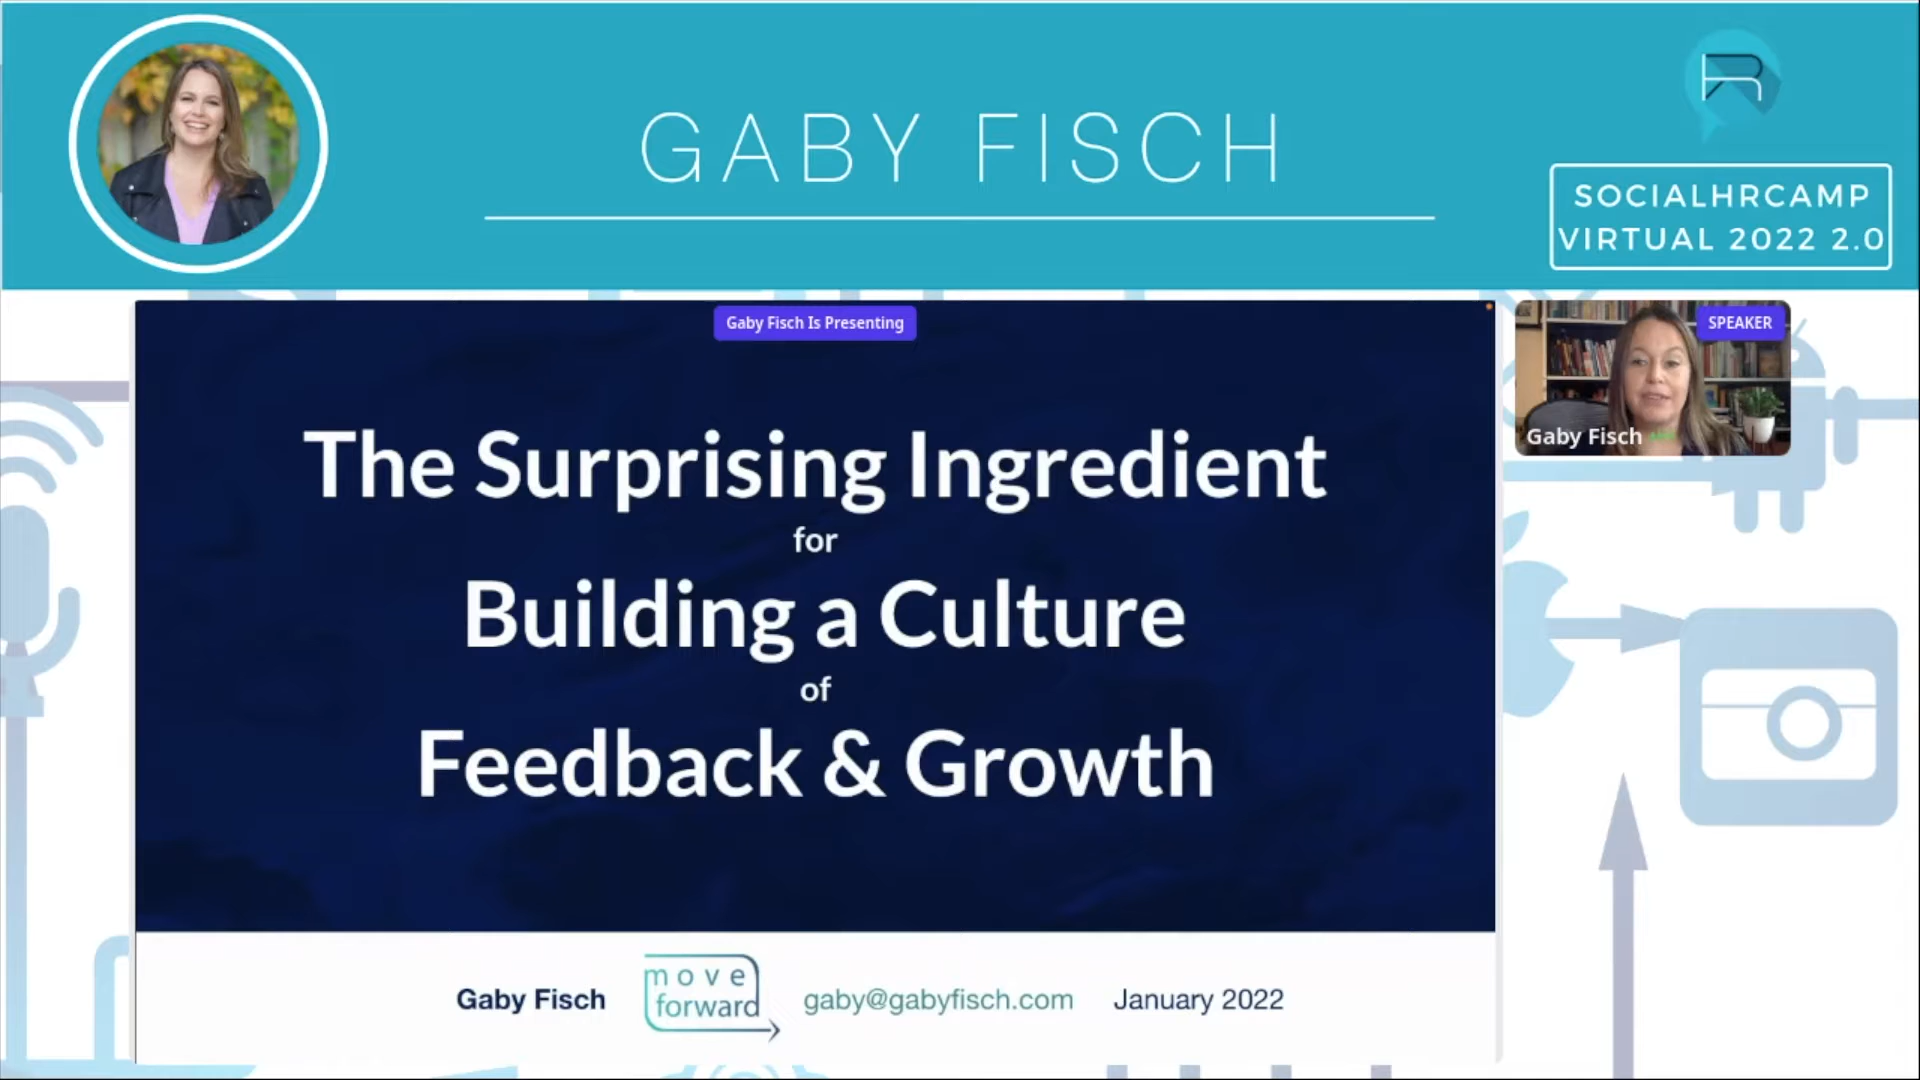 GABY FISCH
SOCIALHRCAMP
VIRTUAL 2022 2.0
Gaby Fisch Is Presenting
SPEAKER
Gaby Fisch
The Surprising Ingredient
for
Building a Culture
of
Feedback & Growth
Gaby Fisch
move
forward
gaby@gabyfisch.com
January 2022